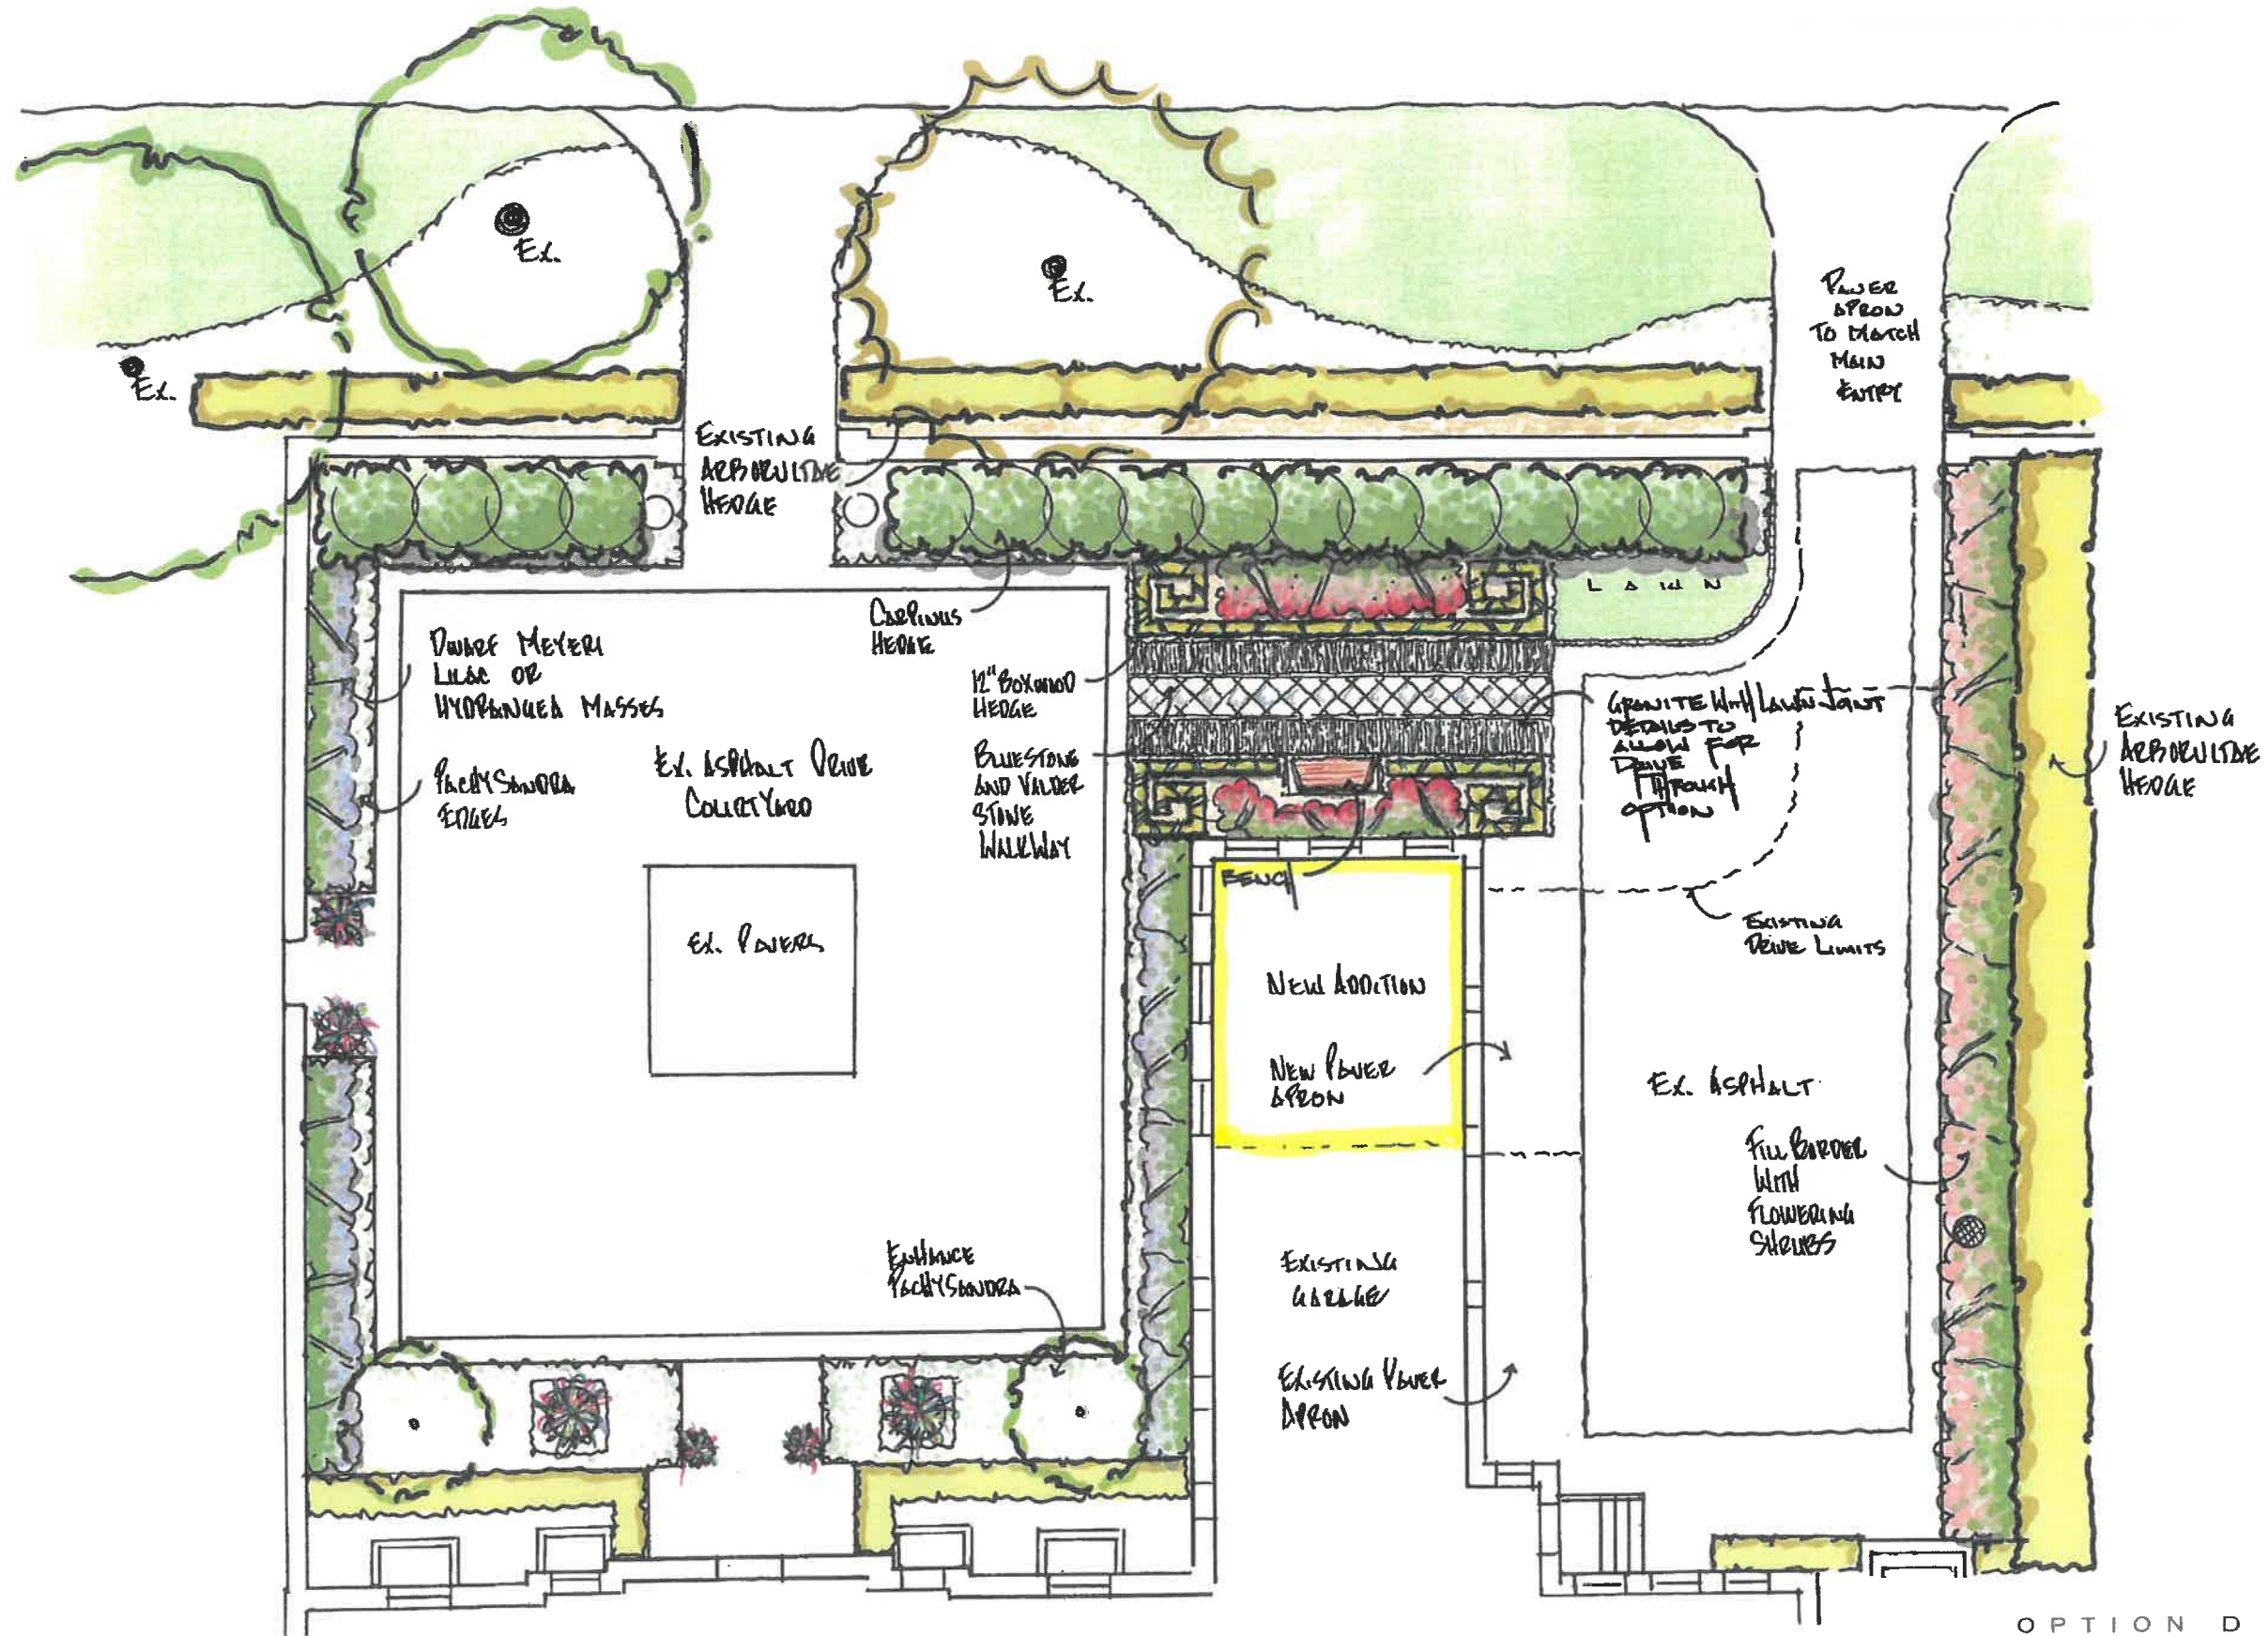 Ex.
Ex.
Ex.
PAVER
APRON
TO MATCH
MAIN
ENTRY
EXISTING
ARBORVITAE
HEDGE
LAWN
CARPINUS
HEDGE
DWARF MEYERI
LILAC OR
HYDRANGEA MASSES
12" BOXWOOD
HEDGE
GRANITE WITH LAWN JOINT
DETAILS TO
ALLOW FOR
DRIVE
THROUGH
OPTION
EXISTING
ARBORVITAE
HEDGE
PACHYSANDRA
EDGES
EX. ASPHALT DRIVE
COURTYARD
BLUESTONE
AND VALDER
STONE
WALKWAY
BENCH
EXISTING
DRIVE LIMITS
EX. PAVERS
NEW ADDITION
NEW PAVER
APRON
EX. ASPHALT
FILL BORDER
WITH
FLOWERING
SHRUBS
ENHANCE
PACHYSANDRA
EXISTING
GARAGE
EXISTING PAVER
APRON
OPTION D